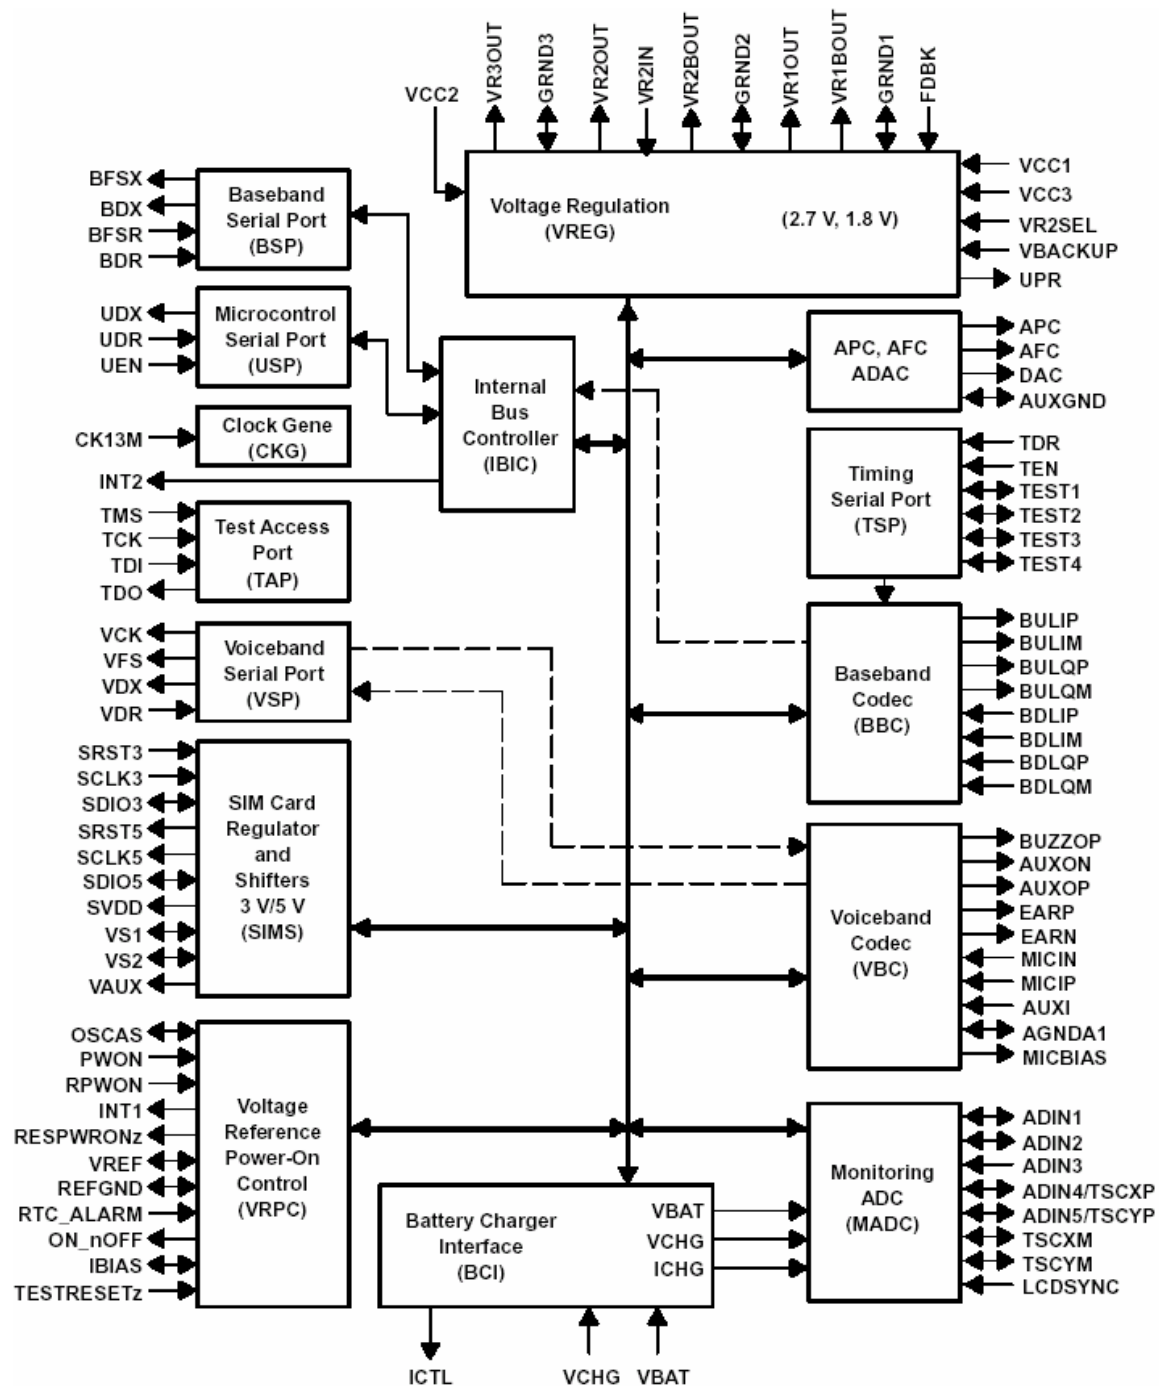 VR3OUT
GRND3
VR2OUT
VR2IN
VR2BOUT
GRND2
VR1OUT
VR1BOUT
GRND1
FDBK
VCC2
Voltage Regulation
(VREG)
(2.7 V, 1.8 V)
VCC1
VCC3
VR2SEL
VBACKUP
UPR
BFSX
BDX
BFSR
BDR
Baseband
Serial Port
(BSP)
UDX
UDR
UEN
Microcontrol
Serial Port
(USP)
CK13M
Clock Gene
(CKG)
INT2
Internal
Bus
Controller
(IBIC)
APC, AFC
ADAC
APC
AFC
DAC
AUXGND
TMS
TCK
TDI
TDO
Test Access
Port
(TAP)
Timing
Serial Port
(TSP)
TDR
TEN
TEST1
TEST2
TEST3
TEST4
VCK
VFS
VDX
VDR
Voiceband
Serial Port
(VSP)
Baseband
Codec
(BBC)
BULIP
BULIM
BULQP
BULQM
BDLIP
BDLIM
BDLQP
BDLQM
SRST3
SCLK3
SDIO3
SRST5
SCLK5
SDIO5
SVDD
VS1
VS2
VAUX
SIM Card
Regulator
and
Shifters
3 V/5 V
(SIMS)
Voiceband
Codec
(VBC)
BUZZOP
AUXON
AUXOP
EARP
EARN
MICIN
MICIP
AUXI
AGNDA1
MICBIAS
OSCAS
PWON
RPWON
INT1
RESPWRONz
VREF
REFGND
RTC_ALARM
ON_nOFF
IBIAS
TESTRESETz
Voltage
Reference
Power-On
Control
(VRPC)
Battery Charger
Interface
(BCI)
VBAT
VCHG
ICHG
Monitoring
ADC
(MADC)
ADIN1
ADIN2
ADIN3
ADIN4/TSCXP
ADIN5/TSCYP
TSCXM
TSCYM
LCDSYNC
ICTL
VCHG
VBAT